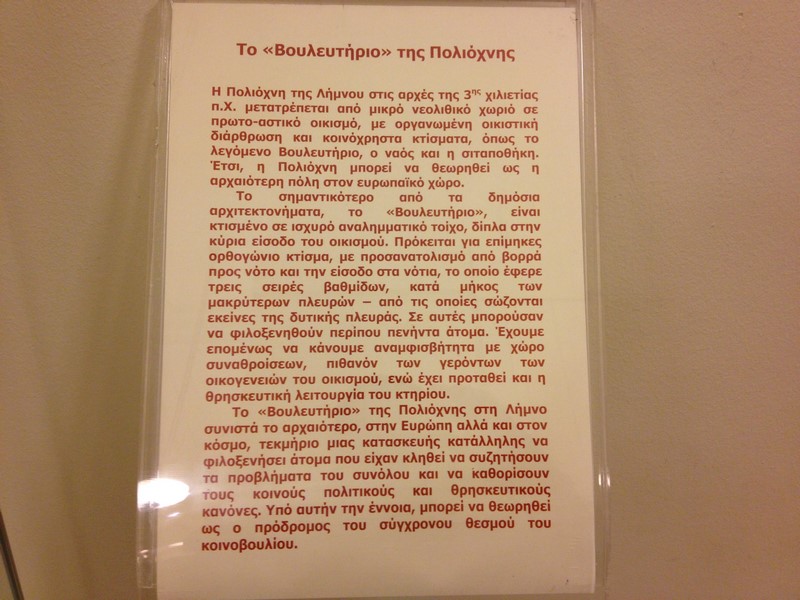 Το «Βουλευτήριο» της Πολιόχνης
Η Πολιόχνη της Λήμνου στις αρχές της 3ης χιλιετίας
π.Χ. μετατρέπεται από μικρό νεολιθικό χωριό σε
πρωτο-αστικό οικισμό, με οργανωμένη οικιστική
διάρθρωση και κοινόχρηστα κτίσματα, όπως το
λεγόμενο Βουλευτήριο, ο ναός και η σιταποθήκη.
Έτσι, η Πολιόχνη μπορεί να θεωρηθεί ως η
αρχαιότερη πόλη στον ευρωπαϊκό χώρο.
Το σημαντικότερο από τα δημόσια
αρχιτεκτονήματα, το «Βουλευτήριο», είναι
κτισμένο σε ισχυρό αναλημματικό τοίχο, δίπλα στην
κύρια είσοδο του οικισμού. Πρόκειται για επίμηκες
ορθογώνιο κτίσμα, με προσανατολισμό από βορρά
προς νότο και την είσοδο στα νότια, το οποίο έφερε
τρεις σειρές βαθμίδων, κατά μήκος των
μακρύτερων πλευρών – από τις οποίες σώζονται
εκείνες της δυτικής πλευράς. Σε αυτές μπορούσαν
να φιλοξενηθούν περίπου πενήντα άτομα. Έχουμε
επομένως να κάνουμε αναμφισβήτητα με χώρο
συναθροίσεων, πιθανόν των γερόντων των
οικογενειών του οικισμού, ενώ έχει προταθεί και η
θρησκευτική λειτουργία του κτηρίου.
Το «Βουλευτήριο» της Πολιόχνης στη Λήμνο
συνιστά το αρχαιότερο, στην Ευρώπη αλλά και στον
κόσμο, τεκμήριο μιας κατασκευής κατάλληλης να
φιλοξενήσει άτομα που είχαν κληθεί να συζητήσουν
τα προβλήματα του συνόλου και να καθορίσουν
τους κοινούς πολιτικούς και θρησκευτικούς
κανόνες. Υπό αυτήν την έννοια, μπορεί να θεωρηθεί
ως ο πρόδρομος του σύγχρονου θεσμού του
κοινοβουλίου.